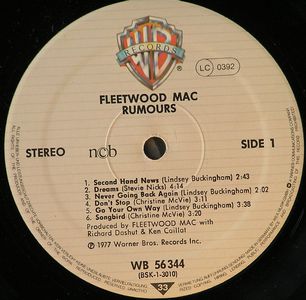 WB
RECORDS
LC 0392
FLEETWOOD MAC
RUMOURS
STEREO ncb SIDE 1
1. Second Hand News (Lindsey Buckingham) 2:43
2. Dreams (Stevie Nicks) 4:14
3. Never Going Back Again (Lindsey Buckingham) 2:02
4. Don't Stop (Christine McVie) 3:11
5. Go Your Own Way (Lindsey Buckingham) 3:38
6. Songbird (Christine McVie) 3:20
Produced by FLEETWOOD MAC with
Richard Dashut & Ken Caillat
℗ 1977 Warner Bros. Records Inc.
WB 56 344
(BSK-1-3010)
33